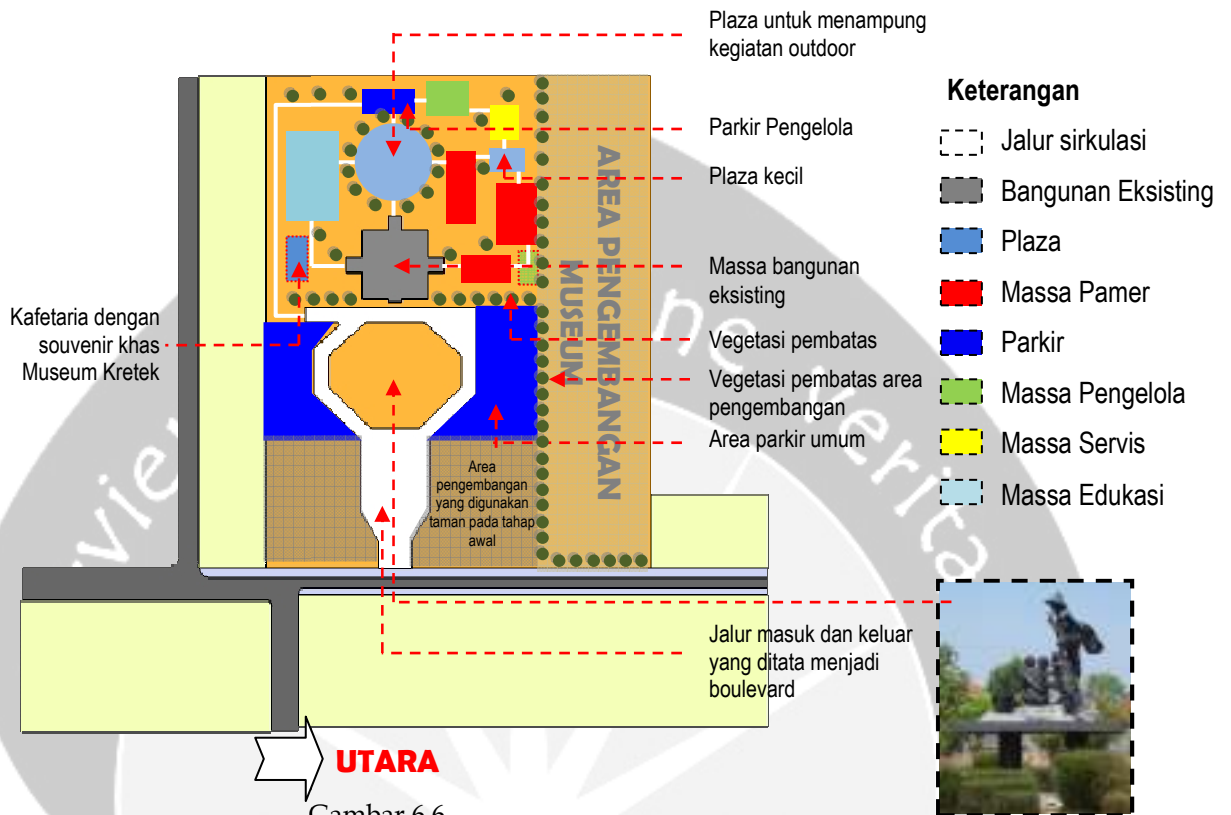 Plaza untuk menampung
kegiatan outdoor
Parkir Pengelola
Plaza kecil
Massa bangunan
eksisting
Vegetasi pembatas
Vegetasi pembatas area
pengembangan
Area parkir umum
Jalur masuk dan keluar
yang ditata menjadi
boulevard
Kafetaria dengan
souvenir khas
Museum Kretek
AREA PENGEMBANGAN
MUSEUM
Area
pengembangan
yang digunakan
taman pada tahap
awal
Keterangan
Jalur sirkulasi
Bangunan Eksisting
Plaza
Massa Pamer
Parkir
Massa Pengelola
Massa Servis
Massa Edukasi
UTARA
Gambar 6.6
ne verita
rvie